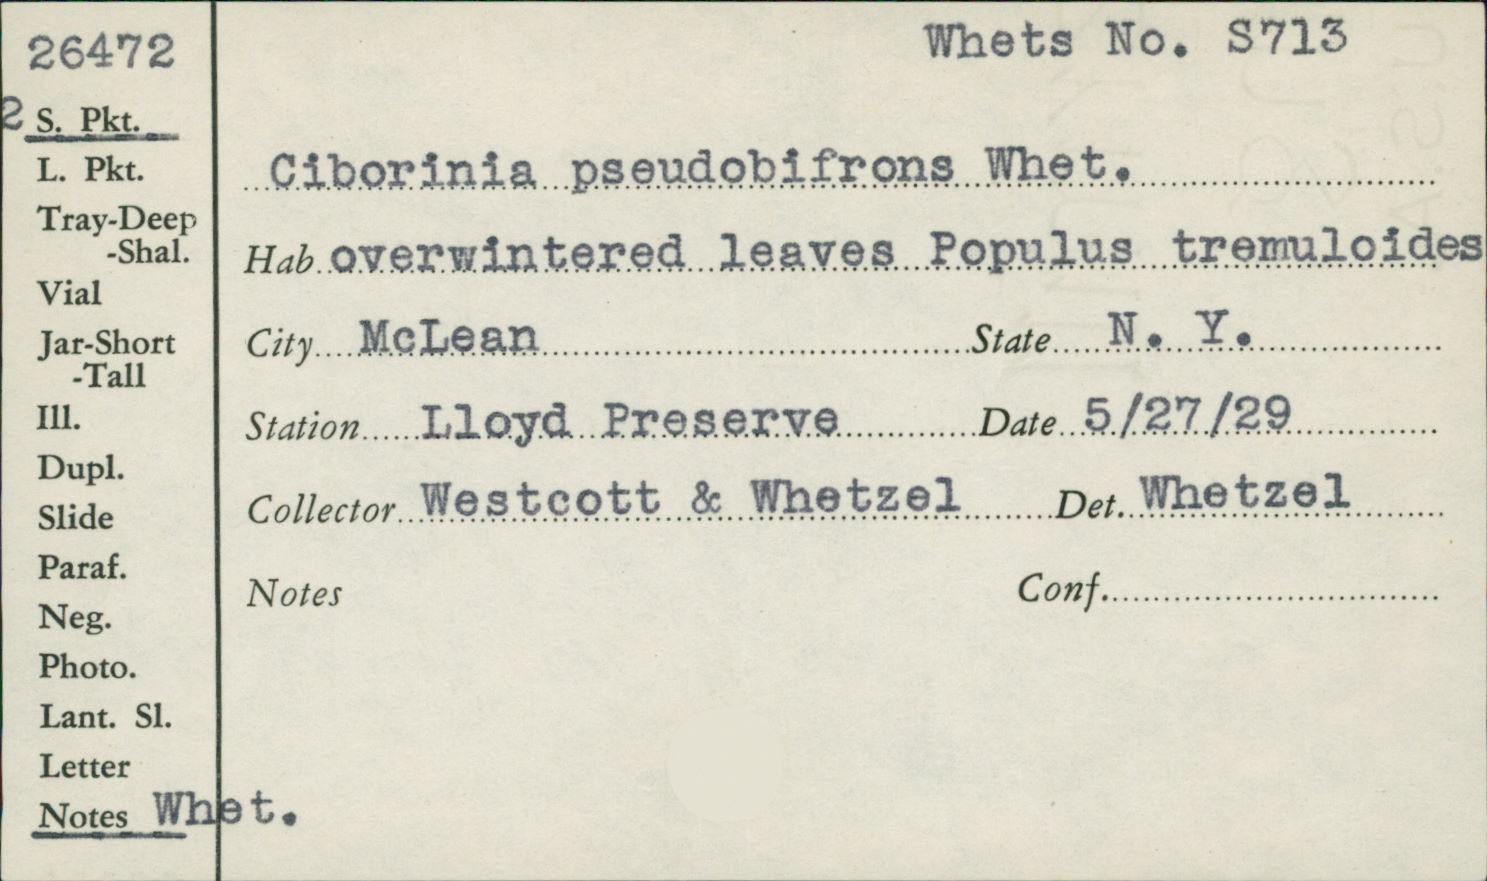 26472
Whets No. S713
2 S. Pkt.
L. Pkt.
Tray-Deep
-Shal.
Vial
Jar-Short
-Tall
Ill.
Dupl.
Slide
Paraf.
Neg.
Photo.
Lant. Sl.
Letter
Notes Whet.
Ciborinia pseudobifrons Whet.
Hab. overwintered leaves Populus tremuloides
City McLean State N. Y.
Station Lloyd Preserve Date 5/27/29
Collector Westcott & Whetzel Det. Whetzel
Notes Conf.